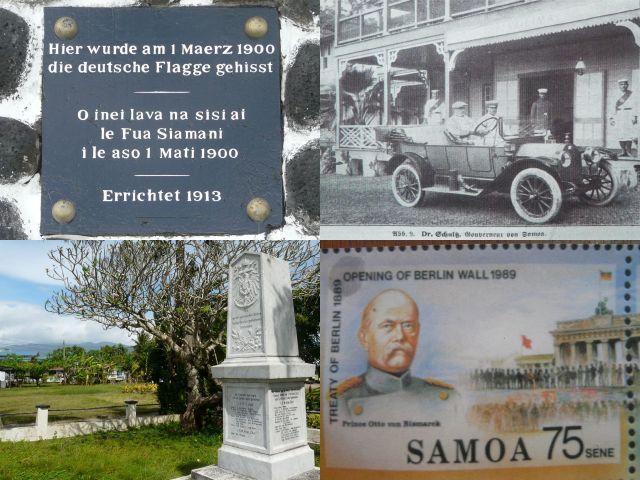 Hier wurde am 1 Maerz 1900
die deutsche Flagge gehisst
O inei lava na sisi ai
le Fua Siamani
i le aso 1 Mati 1900
Errichtet 1913
Abb. 9. Dr. Schultz, Gouverneur von Samoa.
OPENING OF BERLIN WALL 1989
TREATY OF BERLIN 1889
Prince Otto von Bismarck
SAMOA 75 SENE